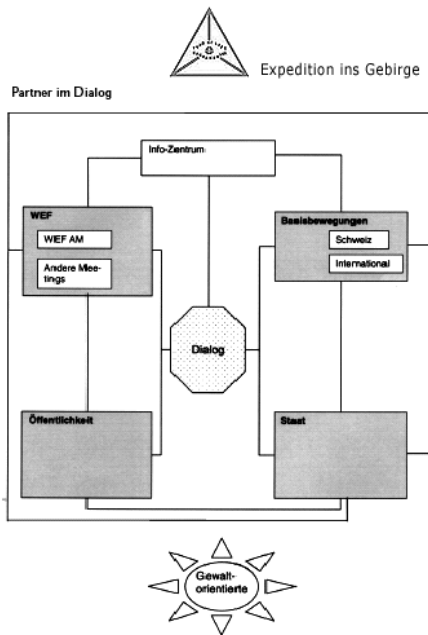 Expedition ins Gebirge
Partner im Dialog
Info-Zentrum
WEF
WIEF AM
Andere Mee-
tings
Basisbewegungen
Schweiz
International
Dialog
Öffentlichkeit
Staat
Gewalt-
orientierte